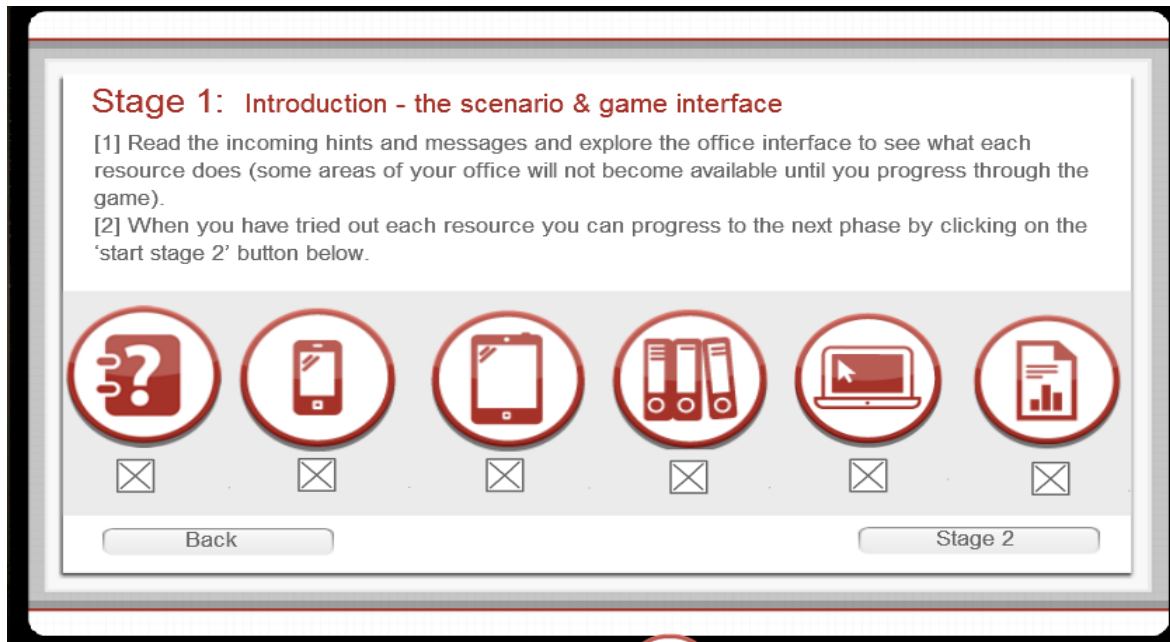 Stage 1: Introduction - the scenario & game interface
[1] Read the incoming hints and messages and explore the office interface to see what each
resource does (some areas of your office will not become available until you progress through the
game).
[2] When you have tried out each resource you can progress to the next phase by clicking on the
‘start stage 2’ button below.
?
Back
Stage 2